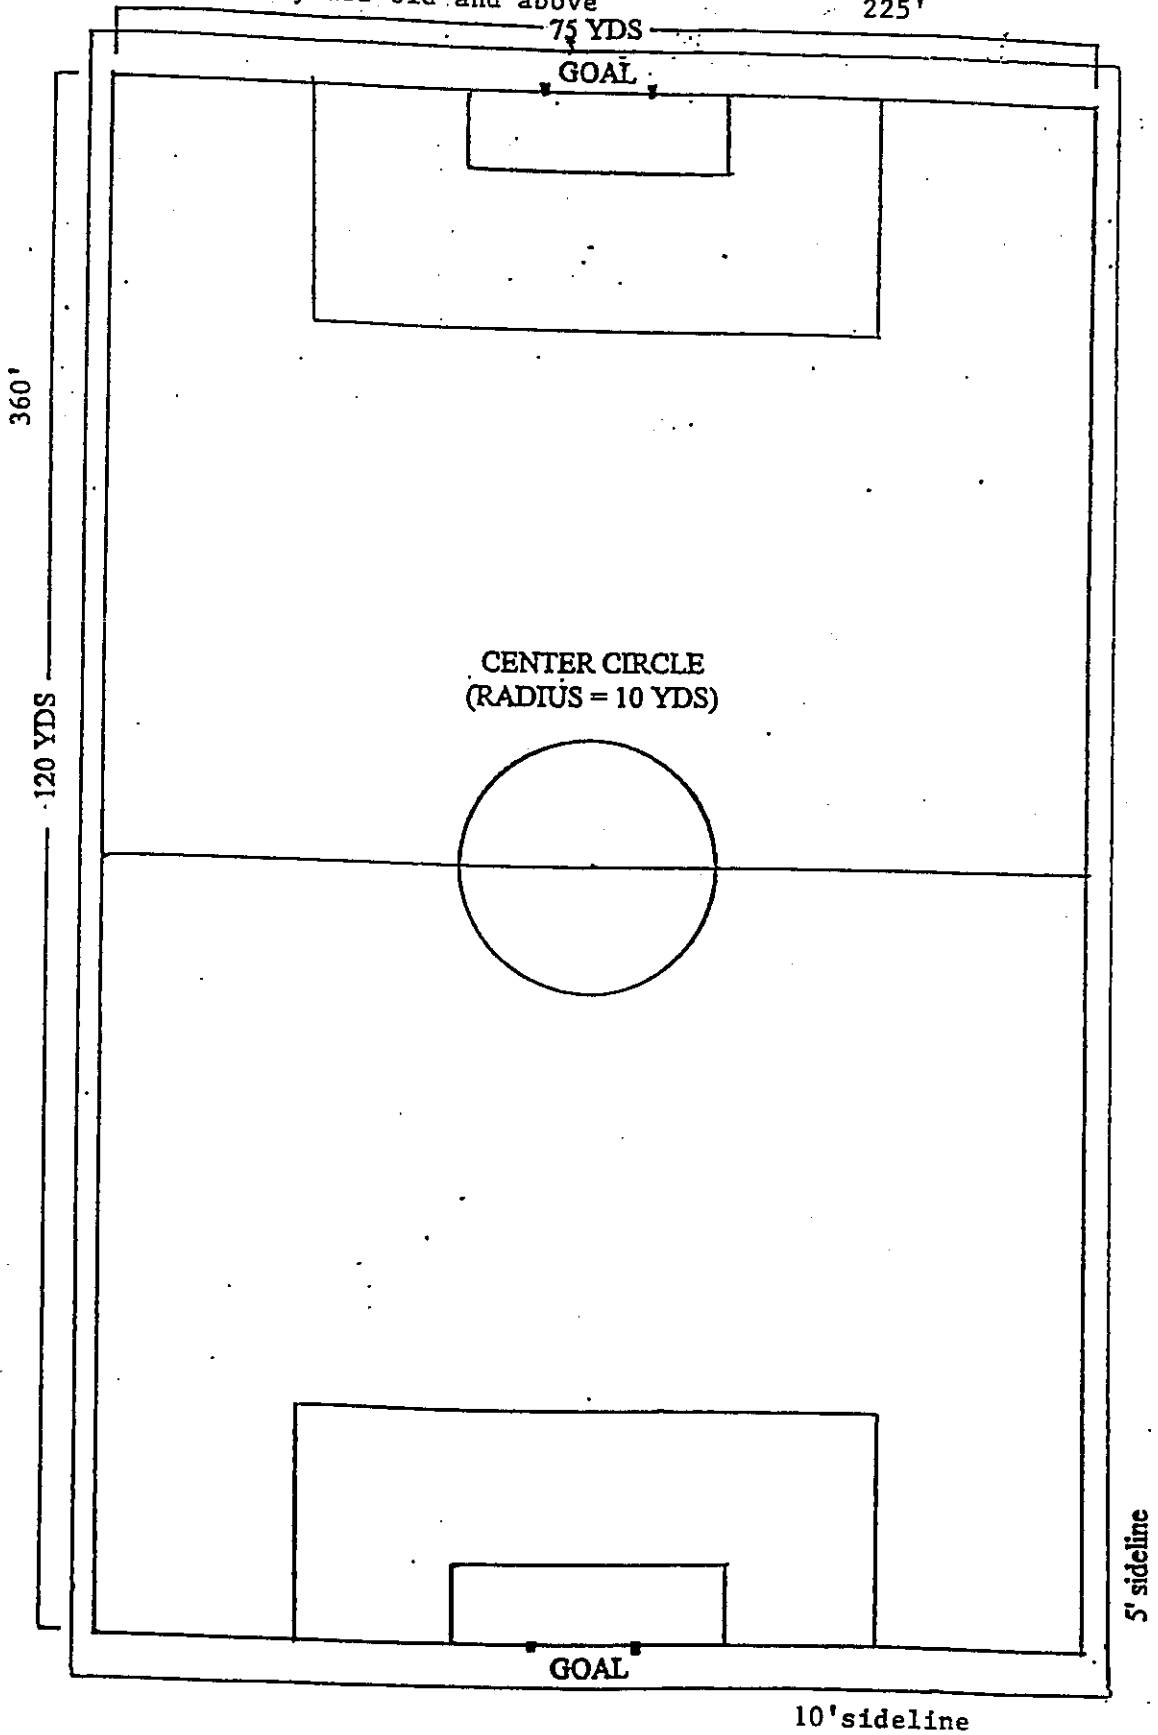 old and above
225'
75 YDS
GOAL
360'
120 YDS
CENTER CIRCLE
(RADIUS = 10 YDS)
5' sideline
GOAL
10'sideline